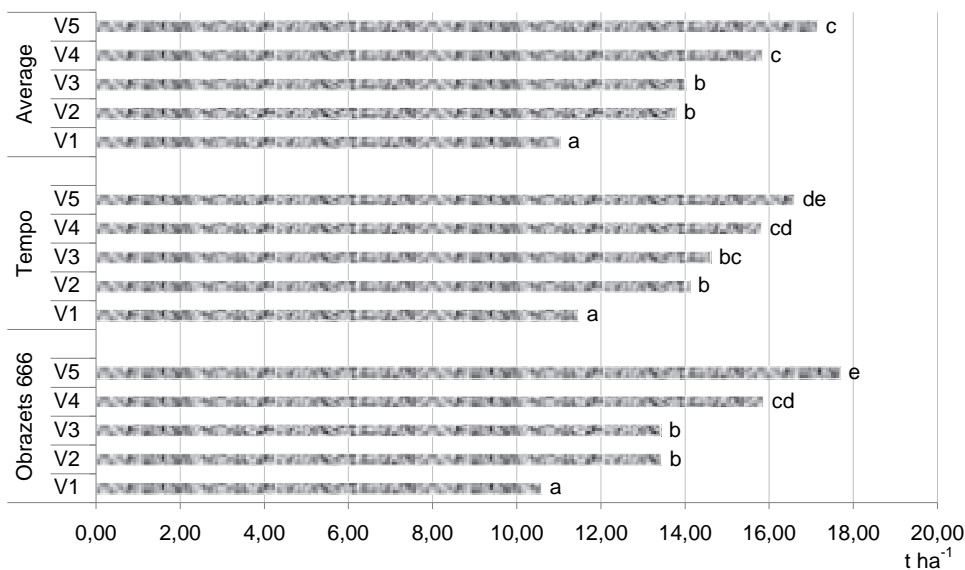 Average
V5 c
V4 c
V3 b
V2 b
V1 a
Tempo
V5 de
V4 cd
V3 bc
V2 b
V1 a
Obrazets 666
V5 e
V4 cd
V3 b
V2 b
V1 a
0,00 2,00 4,00 6,00 8,00 10,00 12,00 14,00 16,00 18,00 20,00
t ha⁻¹